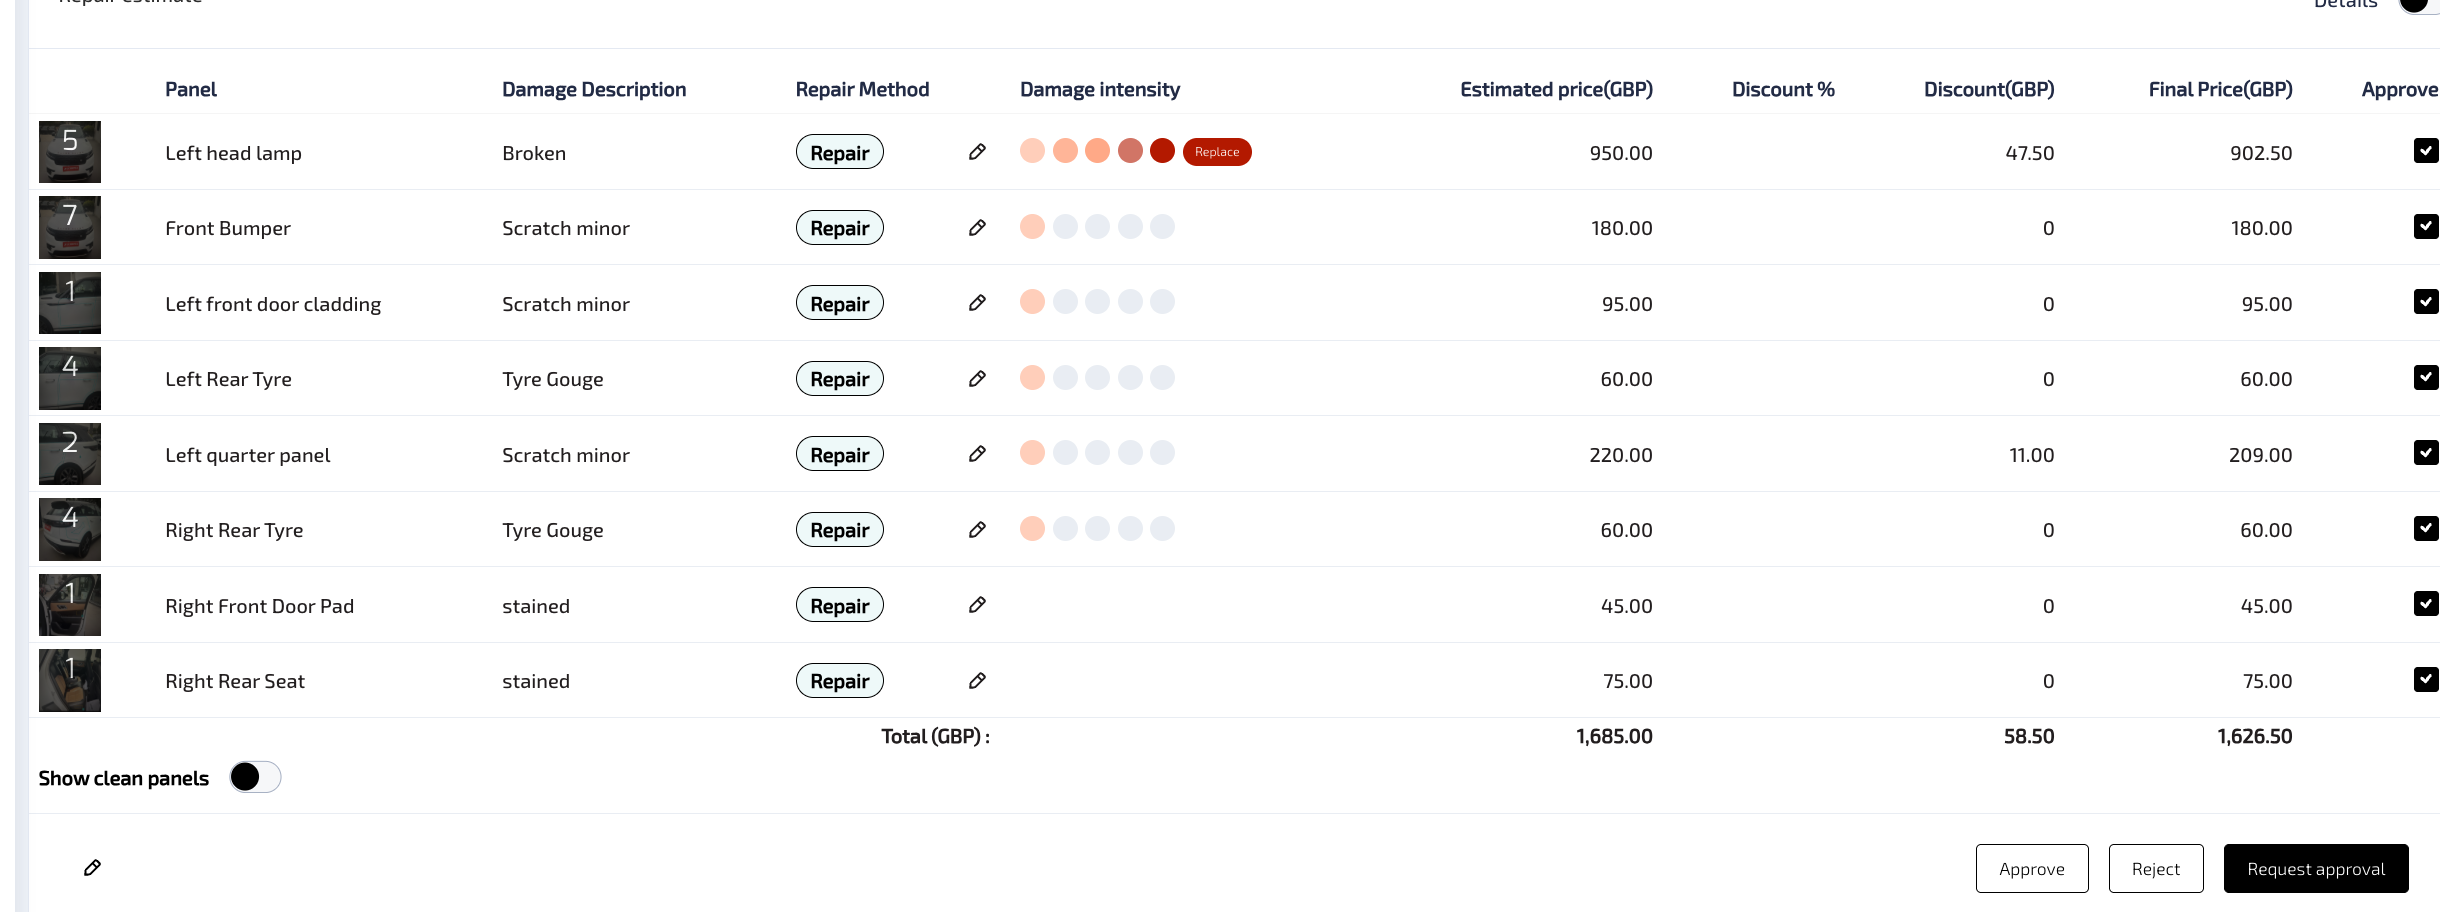 Repair estimate
Details
Panel Damage Description Repair Method Damage intensity Estimated price(GBP) Discount % Discount(GBP) Final Price(GBP) Approve
5 Left head lamp Broken Repair Replace 950.00 47.50 902.50
7 Front Bumper Scratch minor Repair 180.00 0 180.00
1 Left front door cladding Scratch minor Repair 95.00 0 95.00
4 Left Rear Tyre Tyre Gouge Repair 60.00 0 60.00
2 Left quarter panel Scratch minor Repair 220.00 11.00 209.00
4 Right Rear Tyre Tyre Gouge Repair 60.00 0 60.00
1 Right Front Door Pad stained Repair 45.00 0 45.00
1 Right Rear Seat stained Repair 75.00 0 75.00
Total (GBP) : 1,685.00 58.50 1,626.50
Show clean panels
Approve Reject Request approval